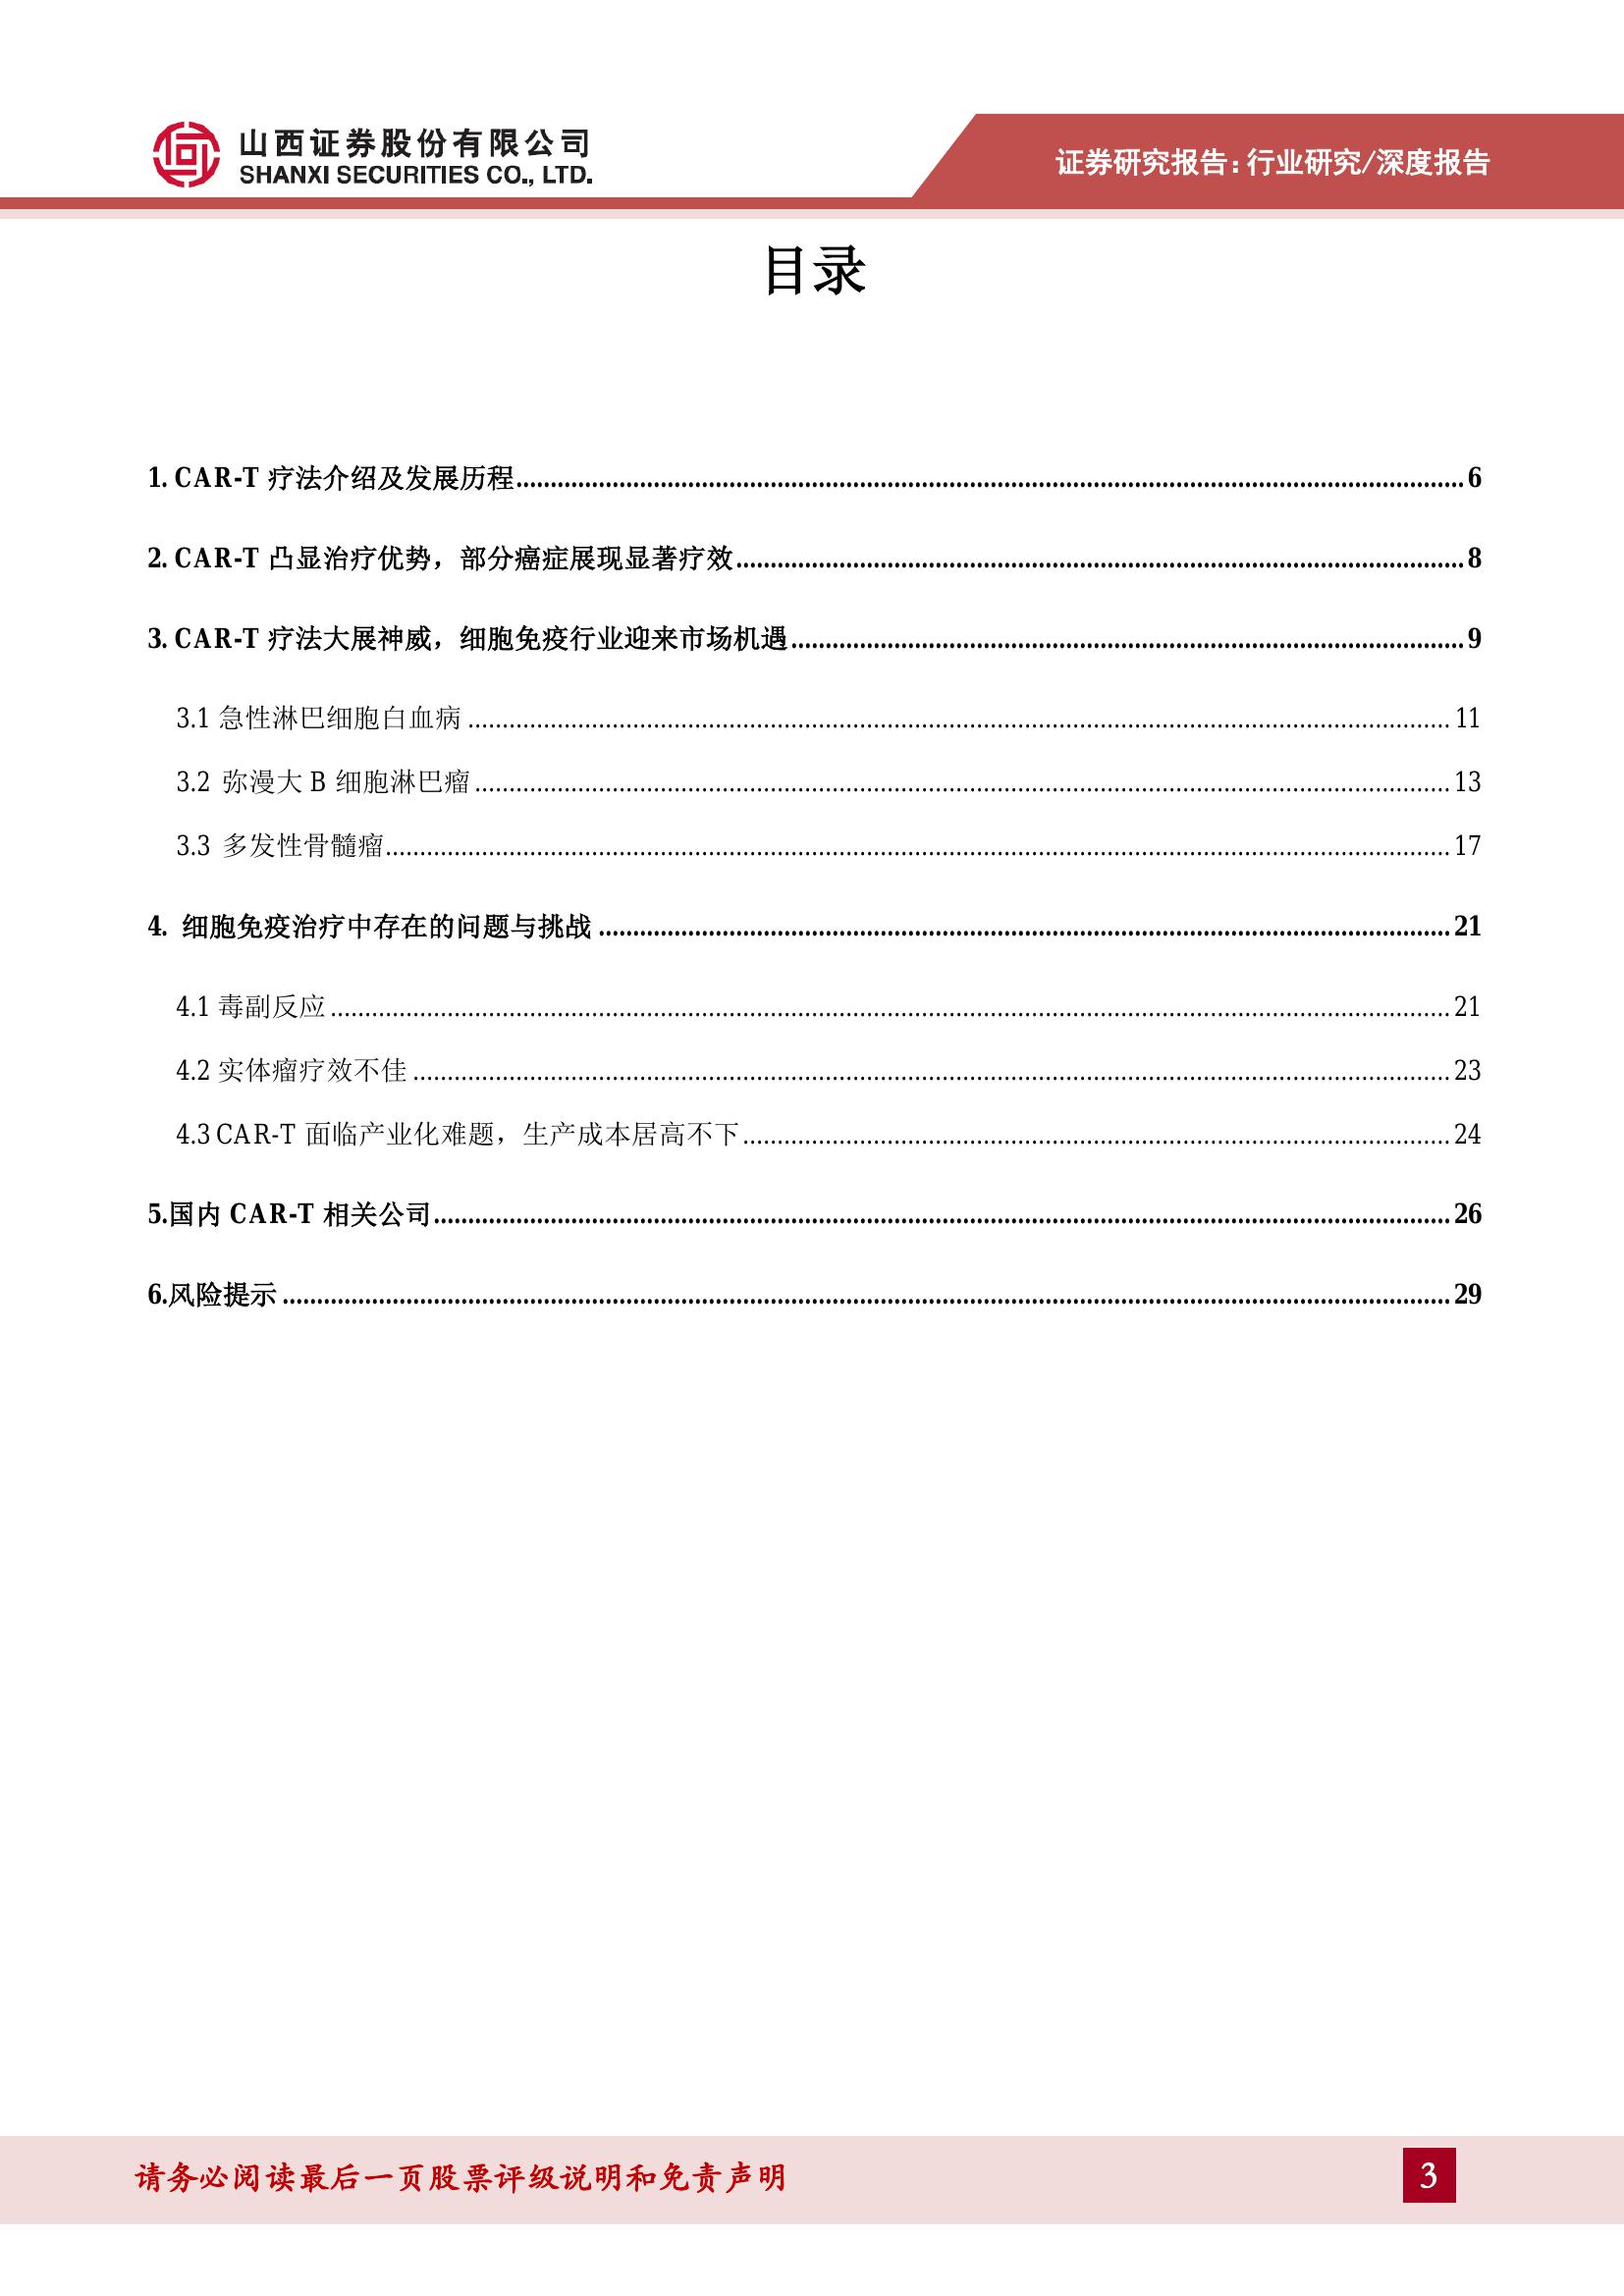 山西证券股份有限公司
SHANXI SECURITIES CO., LTD.
证券研究报告：行业研究/深度报告
目录
1. CAR-T 疗法介绍及发展历程 6
2. CAR-T 凸显治疗优势，部分癌症展现显著疗效 8
3. CAR-T 疗法大展神威，细胞免疫行业迎来市场机遇 9
3.1 急性淋巴细胞白血病 11
3.2 弥漫大 B 细胞淋巴瘤 13
3.3 多发性骨髓瘤 17
4. 细胞免疫治疗中存在的问题与挑战 21
4.1 毒副反应 21
4.2 实体瘤疗效不佳 23
4.3 CAR-T 面临产业化难题，生产成本居高不下 24
5.国内 CAR-T 相关公司 26
6.风险提示 29
请务必阅读最后一页股票评级说明和免责声明
3